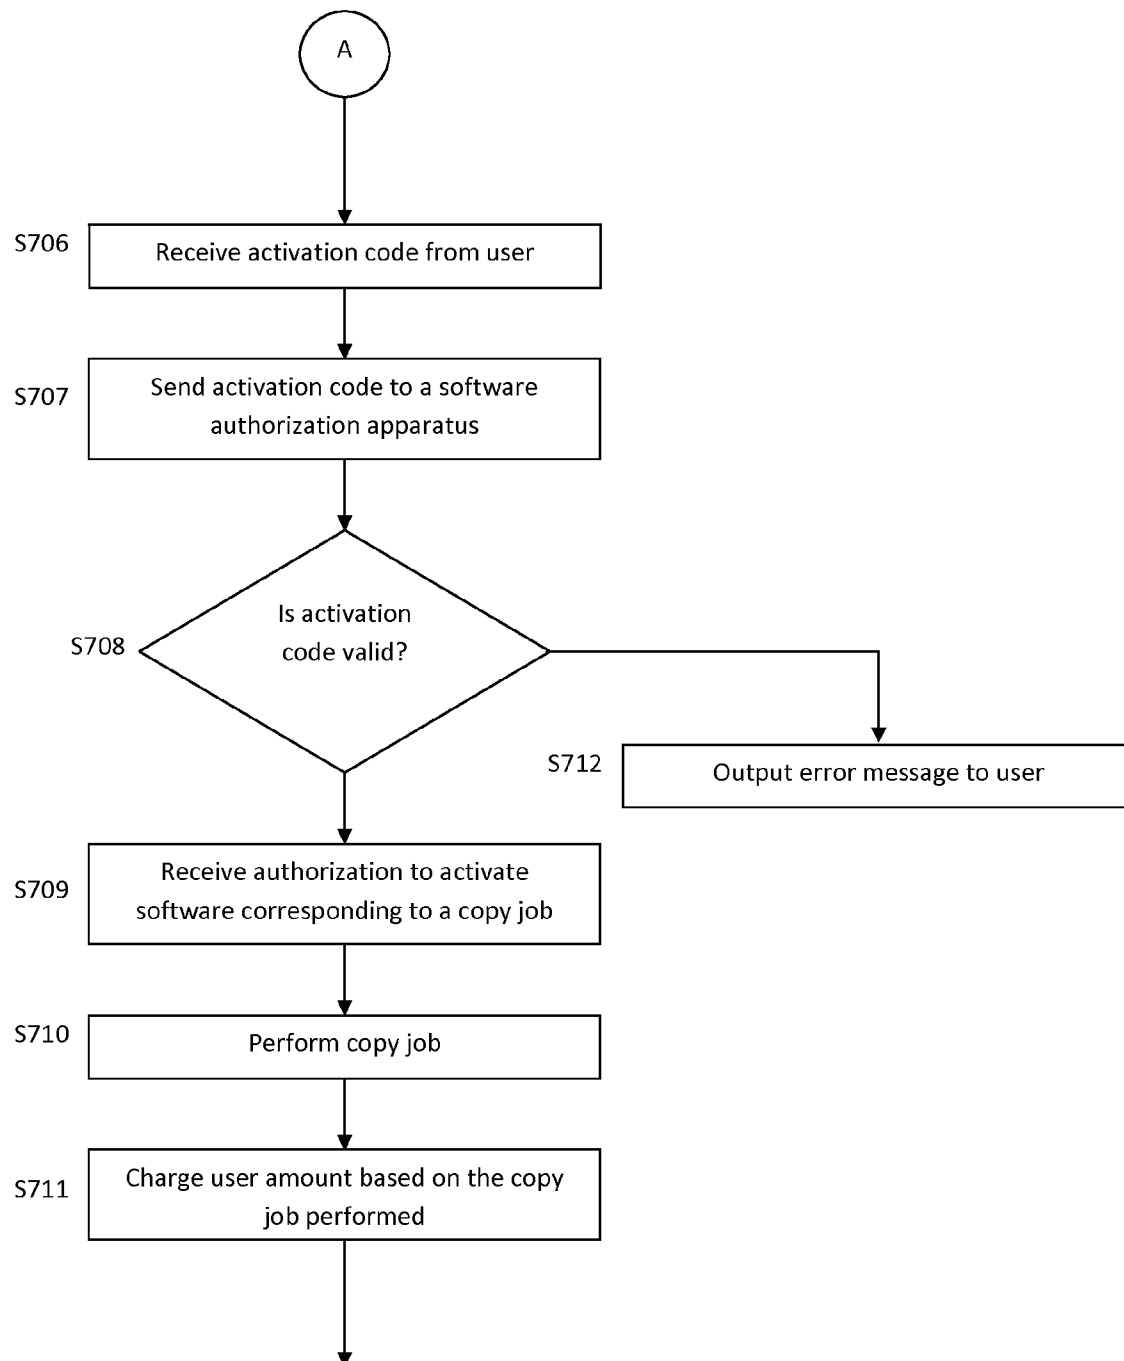 A
S706
Receive activation code from user
S707
Send activation code to a software
authorization apparatus
S708
Is activation
code valid?
S712
Output error message to user
S709
Receive authorization to activate
software corresponding to a copy job
S710
Perform copy job
S711
Charge user amount based on the copy
job performed